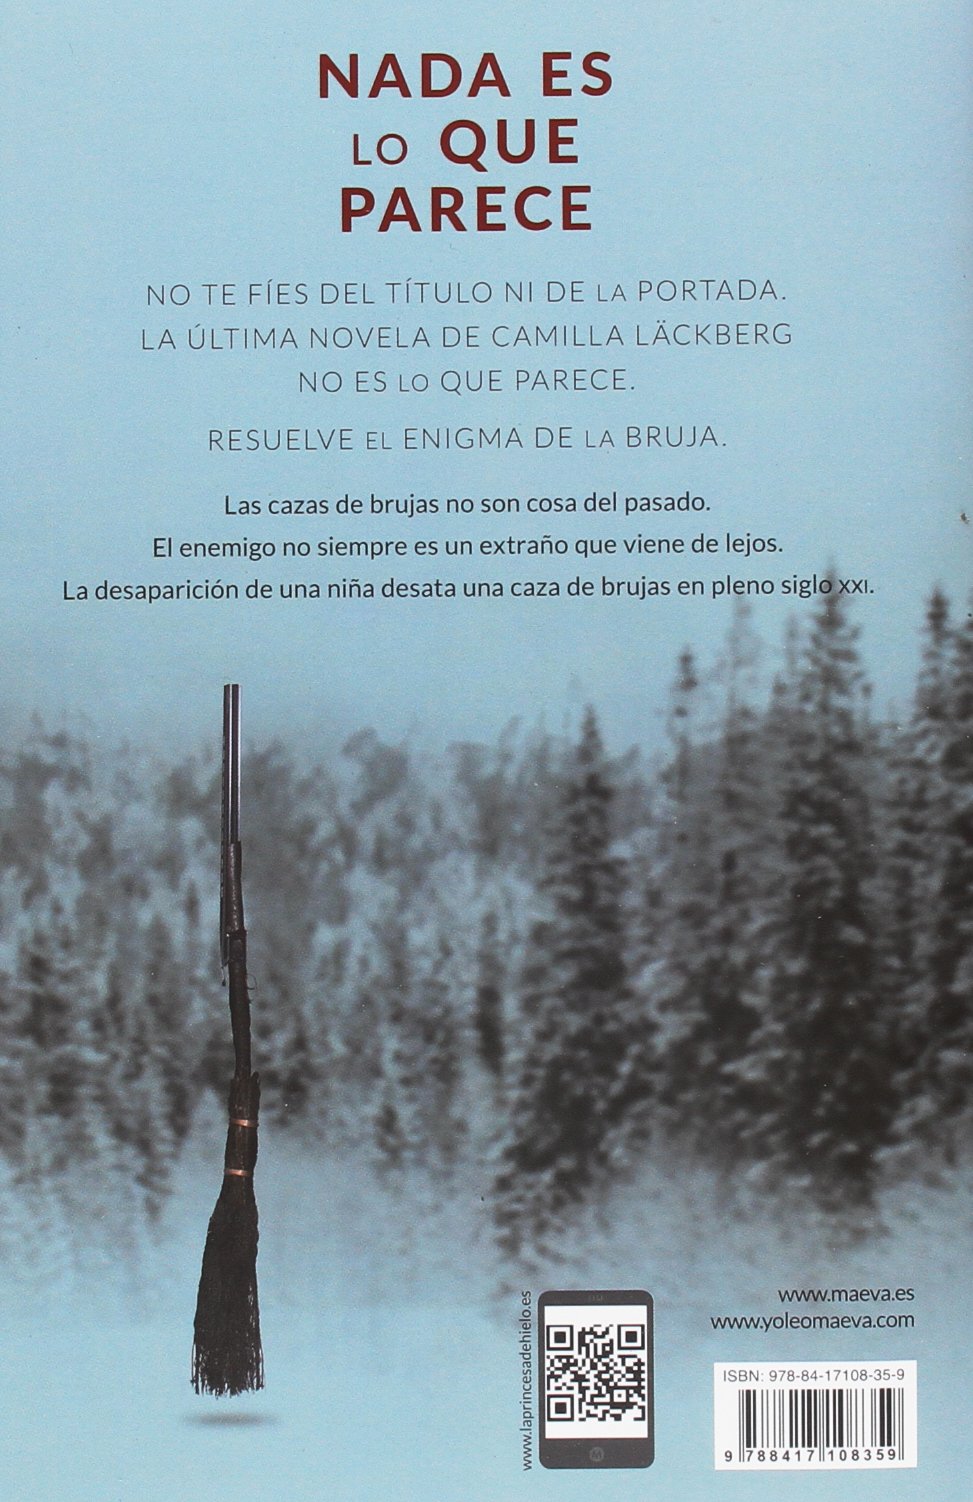 NADA ES
LO QUE
PARECE
NO TE FÍES DEL TÍTULO NI DE LA PORTADA.
LA ÚLTIMA NOVELA DE CAMILLA LÄCKBERG
NO ES LO QUE PARECE.
RESUELVE EL ENIGMA DE LA BRUJA.
Las cazas de brujas no son cosa del pasado.
El enemigo no siempre es un extraño que viene de lejos.
La desaparición de una niña desata una caza de brujas en pleno siglo XXI.
www.laprincesadehielo.es
M
www.maeva.es
www.yoleomaeva.com
ISBN: 978-84-17108-35-9
9 788417 108359